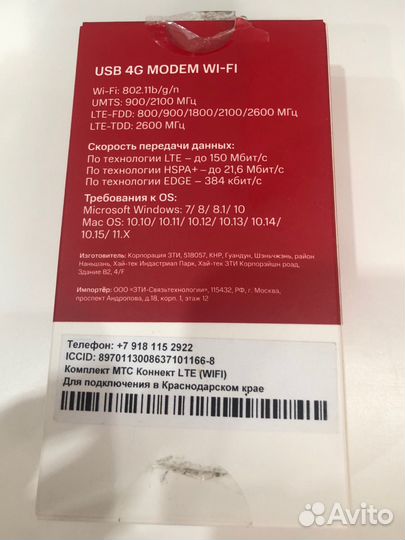 USB 4G MODEM WI-FI
Wi-Fi: 802.11b/g/n
UMTS: 900/2100 МГц
LTE-FDD: 800/900/1800/2100/2600 МГц
LTE-TDD: 2600 МГц
Скорость передачи данных:
По технологии LTE – до 150 Мбит/с
По технологии HSPA+ – до 21,6 Мбит/с
По технологии EDGE – 384 кбит/с
Требования к OS:
Microsoft Windows: 7/ 8/ 8.1/ 10
Mac OS: 10.10/ 10.11/ 10.12/ 10.13/ 10.14/
10.15/ 11.X
Изготовитель: Корпорация ЗТИ, 518057, КНР, Гуандун, Шэньчжэнь, район
Наньшань, Хай-тек Индастриал Парк, Хай-тек ЗТИ Корпорэйшн роад,
Здание В2, 4/F
Импортёр: ООО «ЗТИ-Связьтехнологии», 115432, РФ, г. Москва,
проспект Андропова, д.18, корп. 1, этаж 12
Телефон: +7 918 115 2922
ICCID: 8970113008637101166-8
Комплект МТС Коннект LTE (WIFI)
Для подключения в Краснодарском крае
Avito